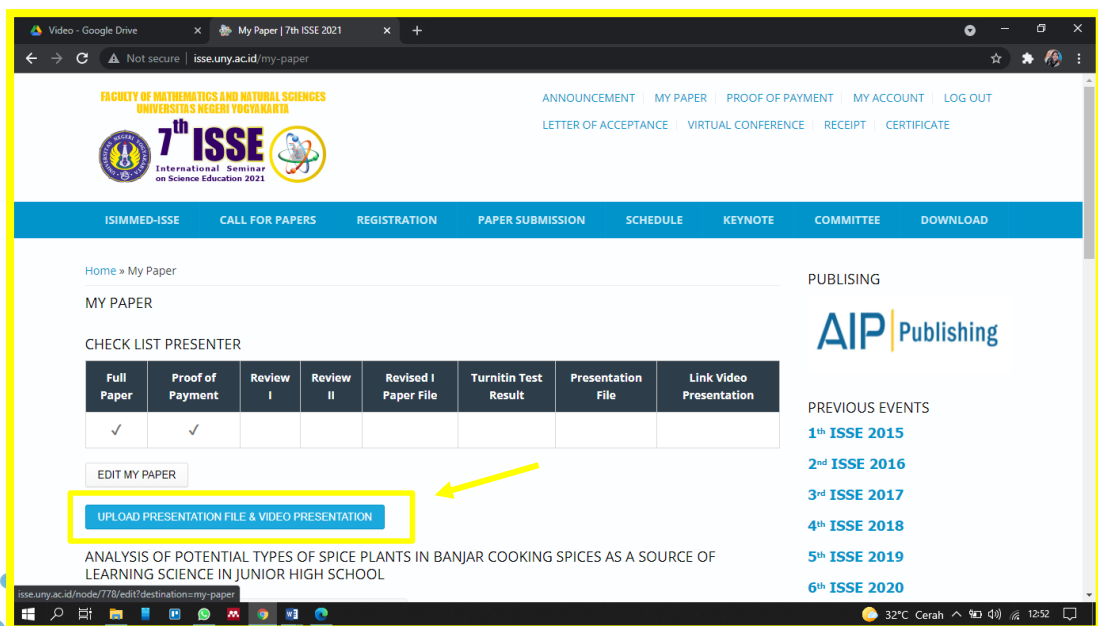 Video - Google Drive
My Paper | 7th ISSE 2021
Not secure | isse.uny.ac.id/my-paper
FACULTY OF MATHEMATICS AND NATURAL SCIENCES
UNIVERSITAS NEGERI YOGYAKARTA
7th ISSE
International Seminar
on Science Education 2021
ANNOUNCEMENT MY PAPER PROOF OF PAYMENT MY ACCOUNT LOG OUT
LETTER OF ACCEPTANCE VIRTUAL CONFERENCE RECEIPT CERTIFICATE
ISIMMED-ISSE CALL FOR PAPERS REGISTRATION PAPER SUBMISSION SCHEDULE KEYNOTE COMMITTEE DOWNLOAD
Home » My Paper
MY PAPER
CHECK LIST PRESENTER
Full Paper Proof of Payment Review I Review II Revised I Paper File Turnitin Test Result Presentation File Link Video Presentation
✓ ✓
EDIT MY PAPER
UPLOAD PRESENTATION FILE & VIDEO PRESENTATION
ANALYSIS OF POTENTIAL TYPES OF SPICE PLANTS IN BANJAR COOKING SPICES AS A SOURCE OF
LEARNING SCIENCE IN JUNIOR HIGH SCHOOL
PUBLISING
AIP Publishing
PREVIOUS EVENTS
1th ISSE 2015
2nd ISSE 2016
3rd ISSE 2017
4th ISSE 2018
5th ISSE 2019
6th ISSE 2020
isse.uny.ac.id/node/778/edit?destination=my-paper
32°C Cerah 12:52